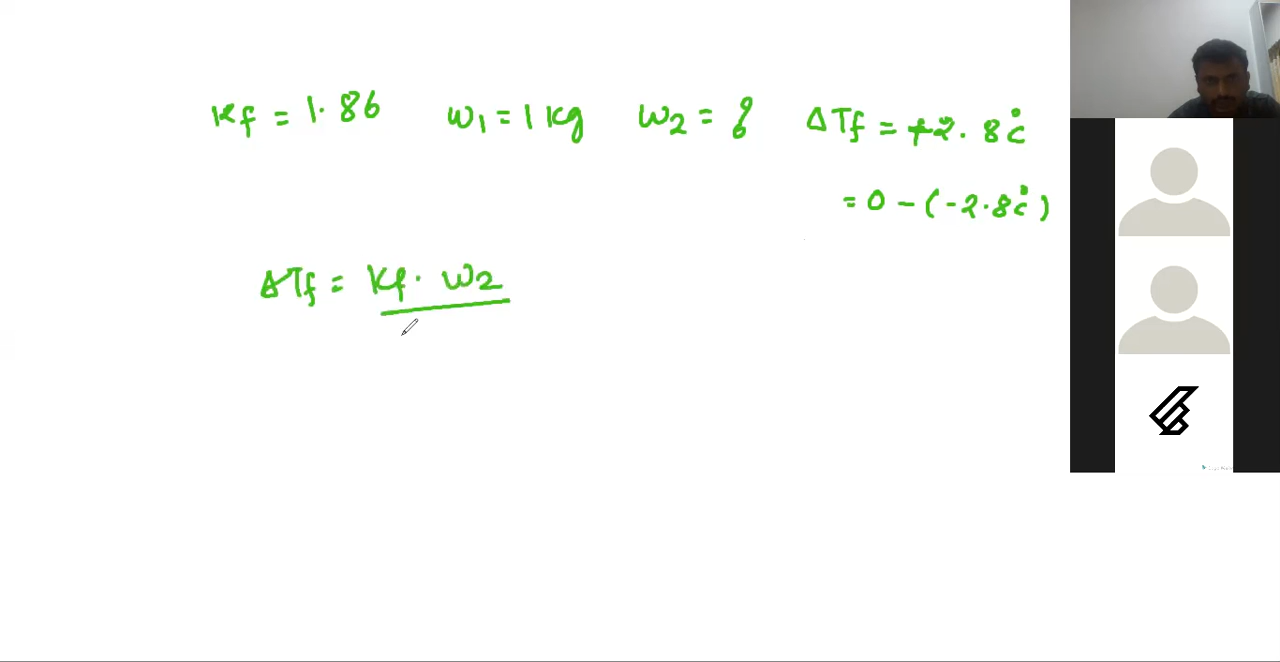 Kf = 1.86 w1 = 1 kg w2 = ? ΔTf = +2.8°c
= 0 - (-2.8°c)
ΔTf = Kf · w2